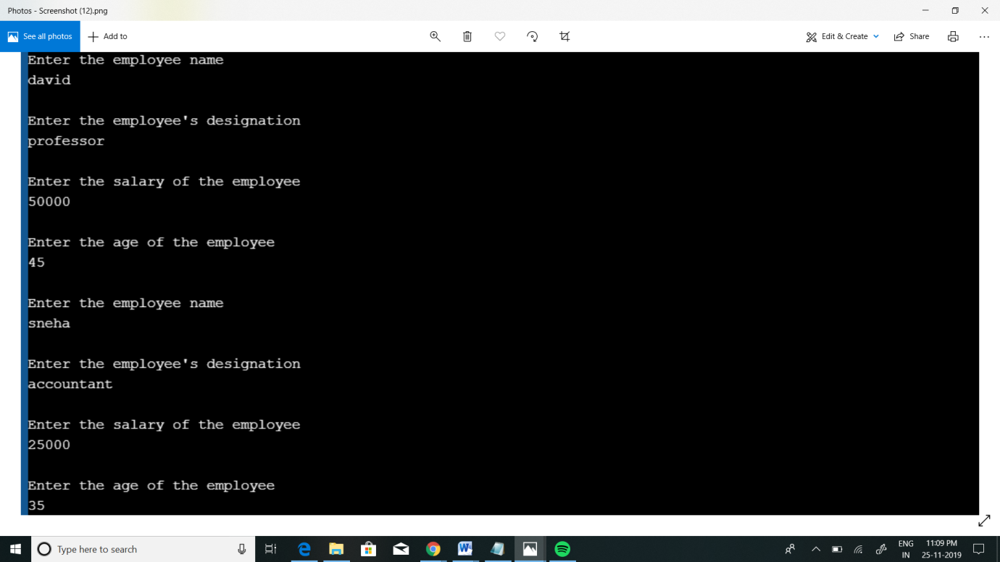 Photos - Screenshot (12).png
See all photos
Add to
Edit & Create
Share
Enter the employee name
david
Enter the employee's designation
professor
Enter the salary of the employee
50000
Enter the age of the employee
45
Enter the employee name
sneha
Enter the employee's designation
accountant
Enter the salary of the employee
25000
Enter the age of the employee
35
Type here to search
ENG
IN
11:09 PM
25-11-2019